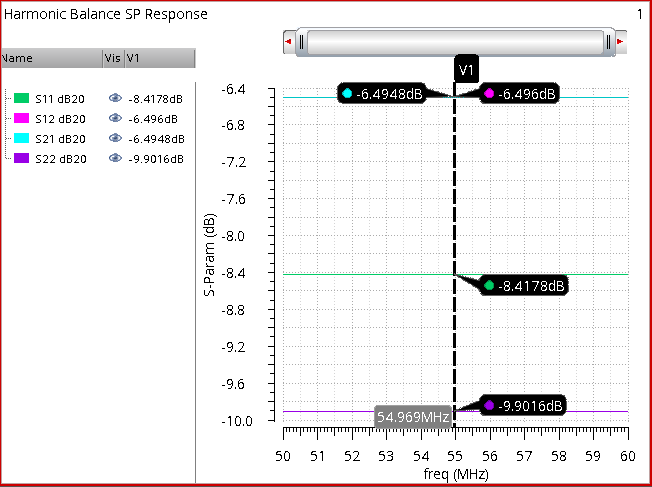 Harmonic Balance SP Response 1
Name Vis V1
S11 dB20 -8.4178dB
S12 dB20 -6.496dB
S21 dB20 -6.4948dB
S22 dB20 -9.9016dB
V1
-6.4948dB -6.496dB
-8.4178dB
-9.9016dB
54.969MHz
S-Param (dB)
-6.4
-6.8
-7.2
-7.6
-8.0
-8.4
-8.8
-9.2
-9.6
-10.0
50 51 52 53 54 55 56 57 58 59 60
freq (MHz)